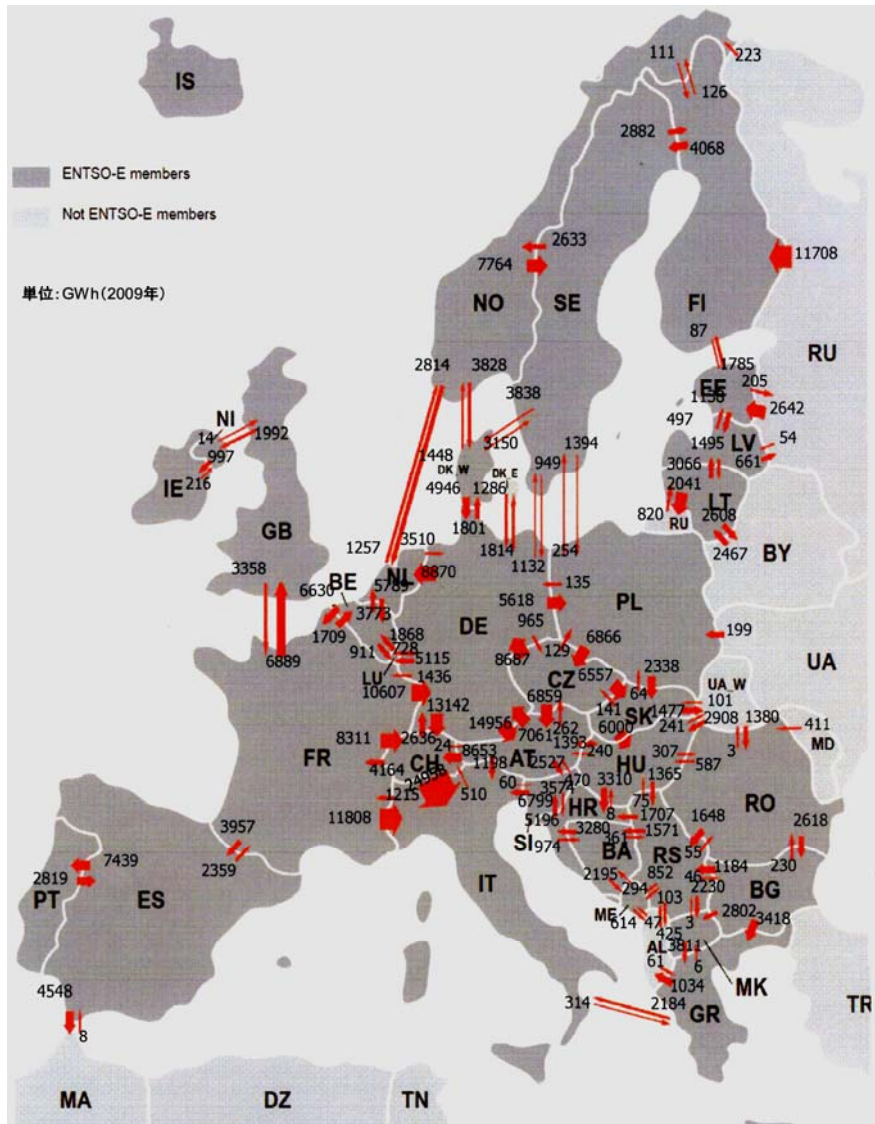 111
223
126
IS
2882
4068
ENTSO-E members
Not ENTSO-E members
2633
7764
11708
単位:GWh(2009年)
NO
SE
FI
RU
87
1785
2814
3828
3838
EE
205
1158
2642
497
NI
14
1992
54
1495
LV
661
997
3150
1394
1448
DK_W
DK_E
949
3066
216
IE
4946
1286
2041
LT
820
RU
2608
GB
1801
3510
1814
254
BY
1257
1132
2467
3358
BE
NL
8870
135
6630
5789
3773
5618
PL
DE
965
199
1709
1868
129
6866
911
728
8687
UA
6889
5115
CZ
LU
1436
6557
2338
UA_W
10607
6859
64
101
13142
141
SK
1477
2908
1380
14956
262
6000
241
411
8311
2636
7061
1393
MD
24
8653
240
307
3
FR
CH
1198
AT
HU
587
4164
2527
24998
60
470
1365
510
3574
3310
RO
1215
6799
HR
75
11808
5196
8
1707
1648
2618
3957
SI
3280
1571
974
361
55
BA
RS
1184
230
7439
2359
2195
852
46
2819
IT
294
2230
BG
PT
ES
103
ME
614
47
3
2802
3418
425
AL
3811
61
6
MK
4548
1034
314
2184
GR
TR
8
MA
DZ
TN